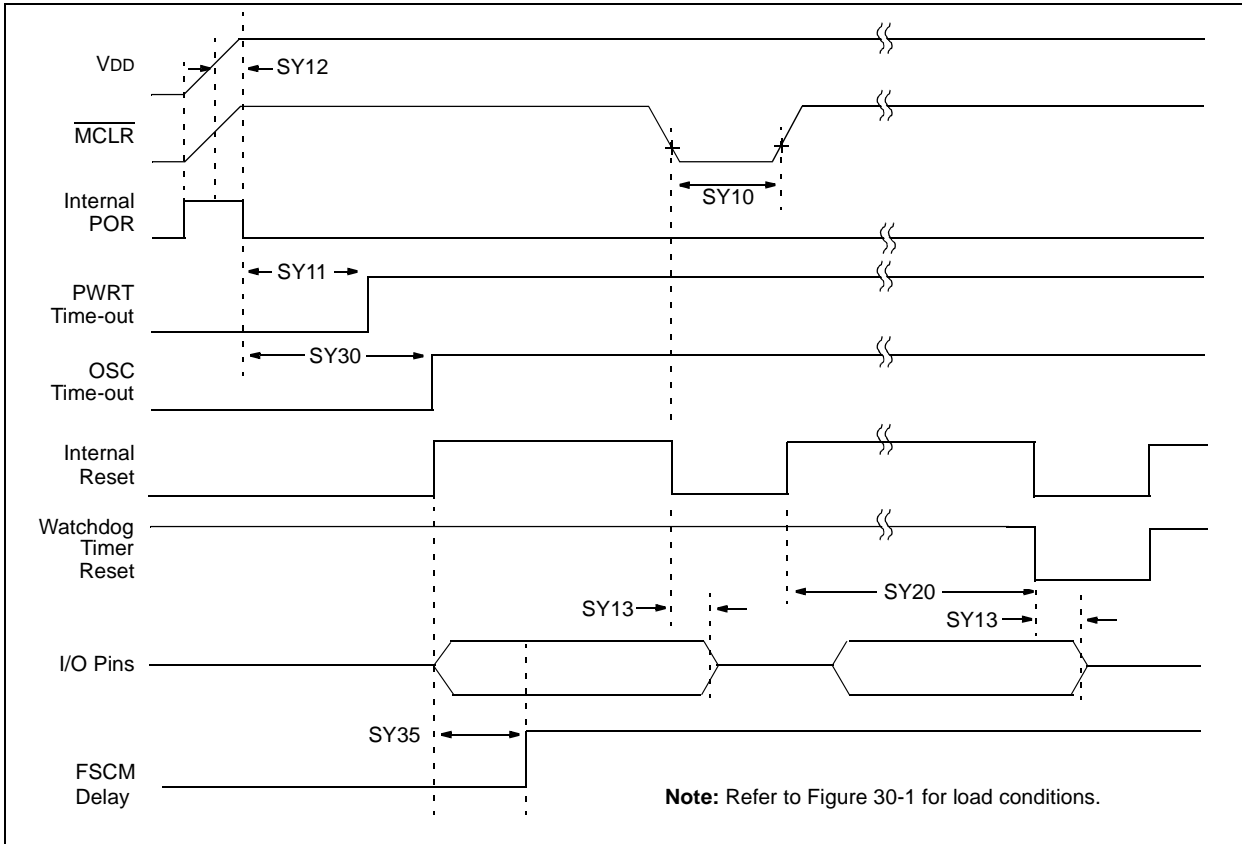 VDD
SY12
MCLR
SY10
Internal
POR
SY11
PWRT
Time-out
SY30
OSC
Time-out
Internal
Reset
Watchdog
Timer
Reset
SY20
SY13
SY13
I/O Pins
SY35
FSCM
Delay
Note: Refer to Figure 30-1 for load conditions.